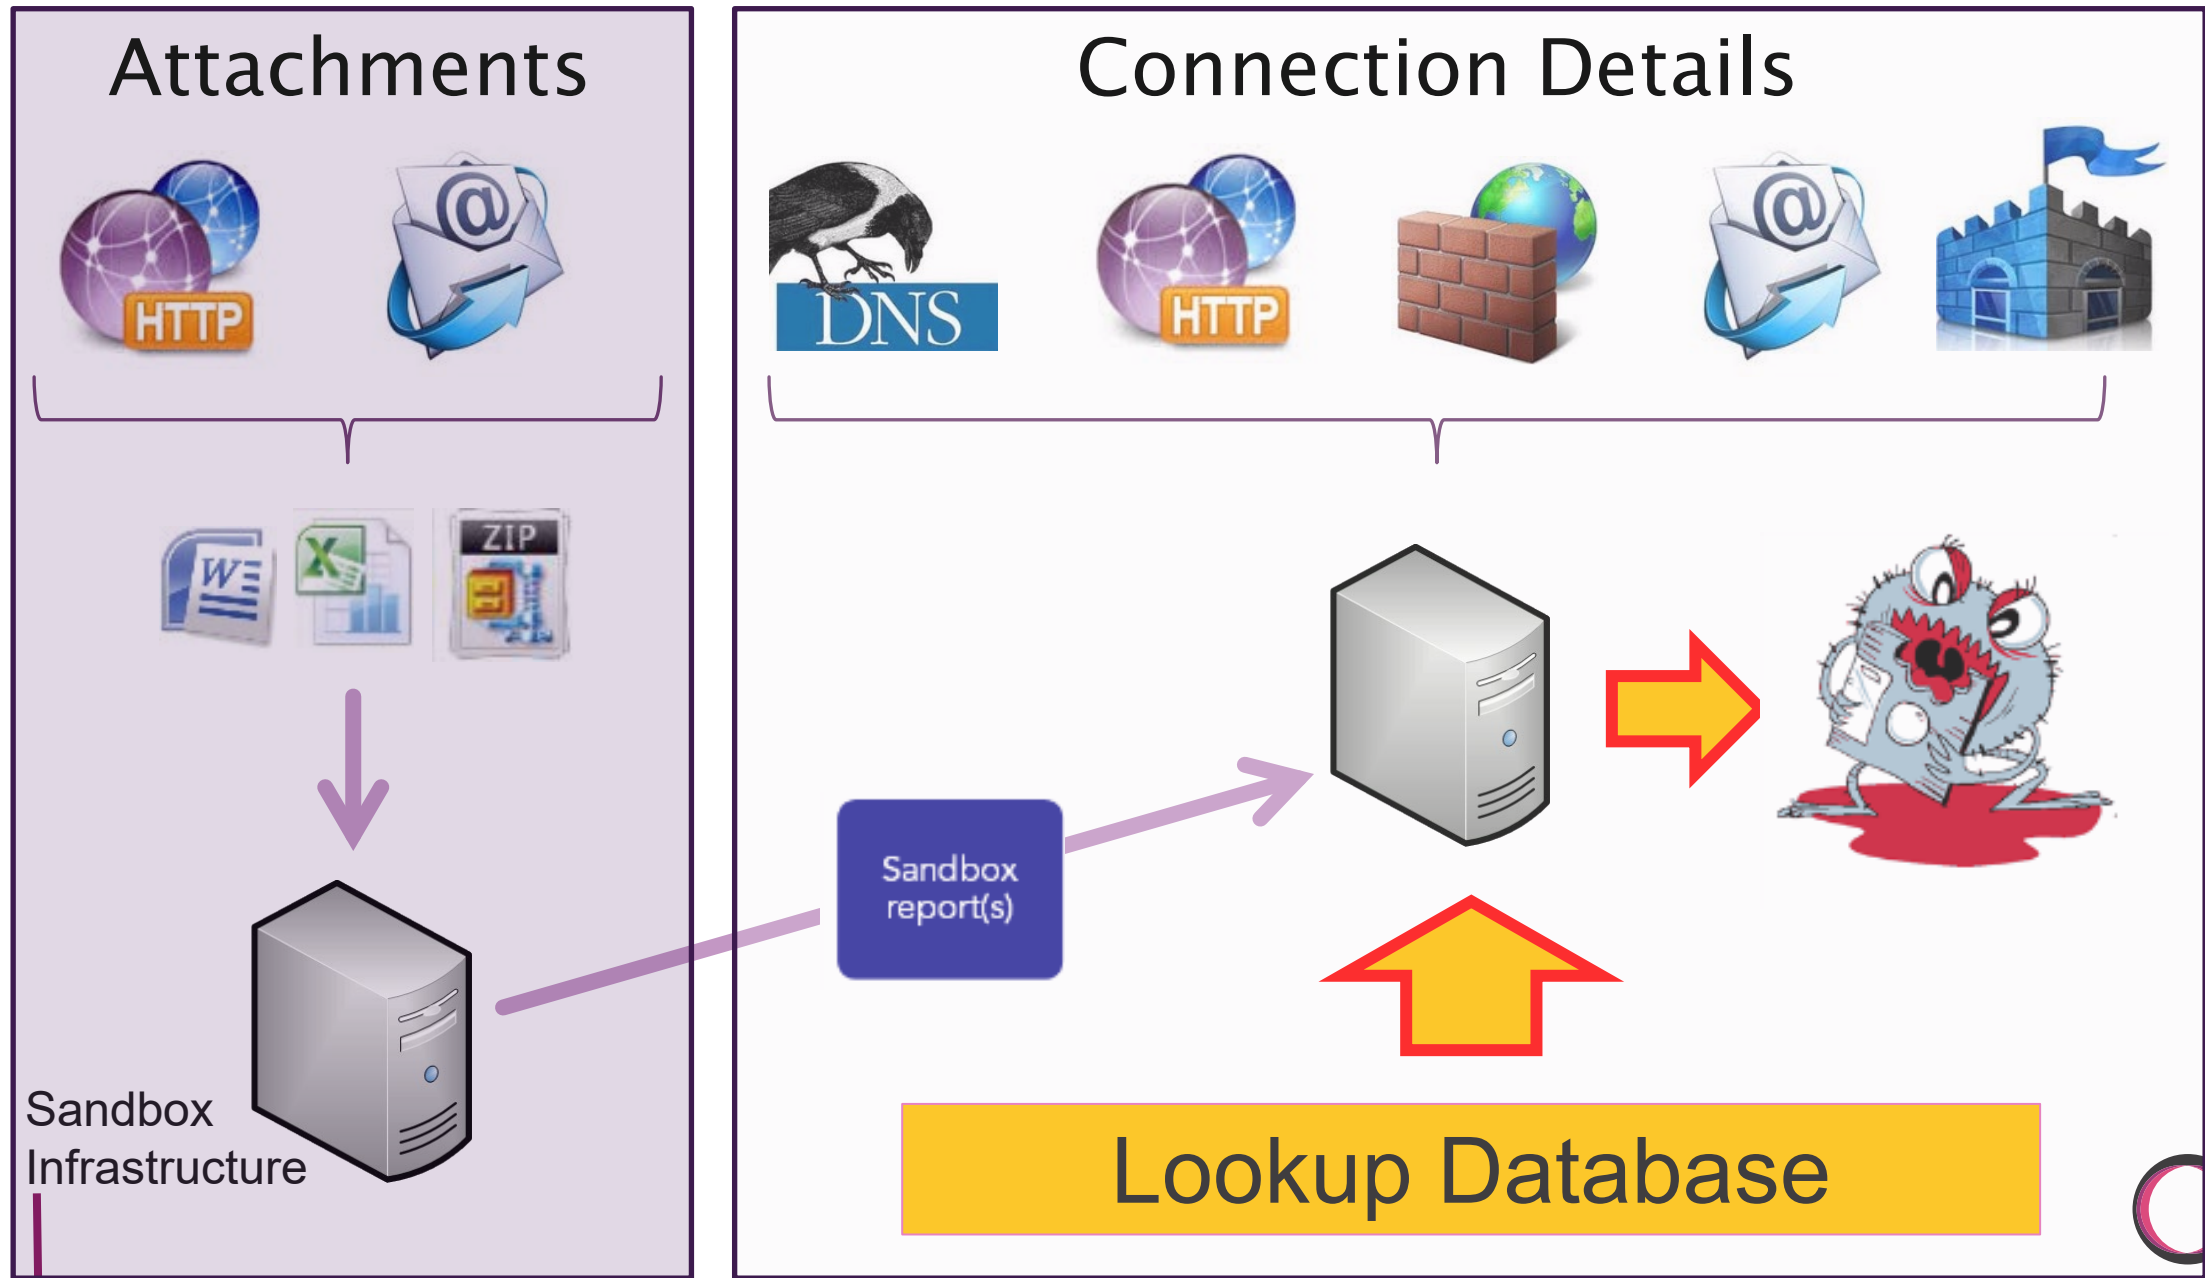 Attachments
Connection Details
HTTP
@
DNS
HTTP
@
W
X
ZIP
Sandbox
report(s)
Sandbox
Infrastructure
Lookup Database